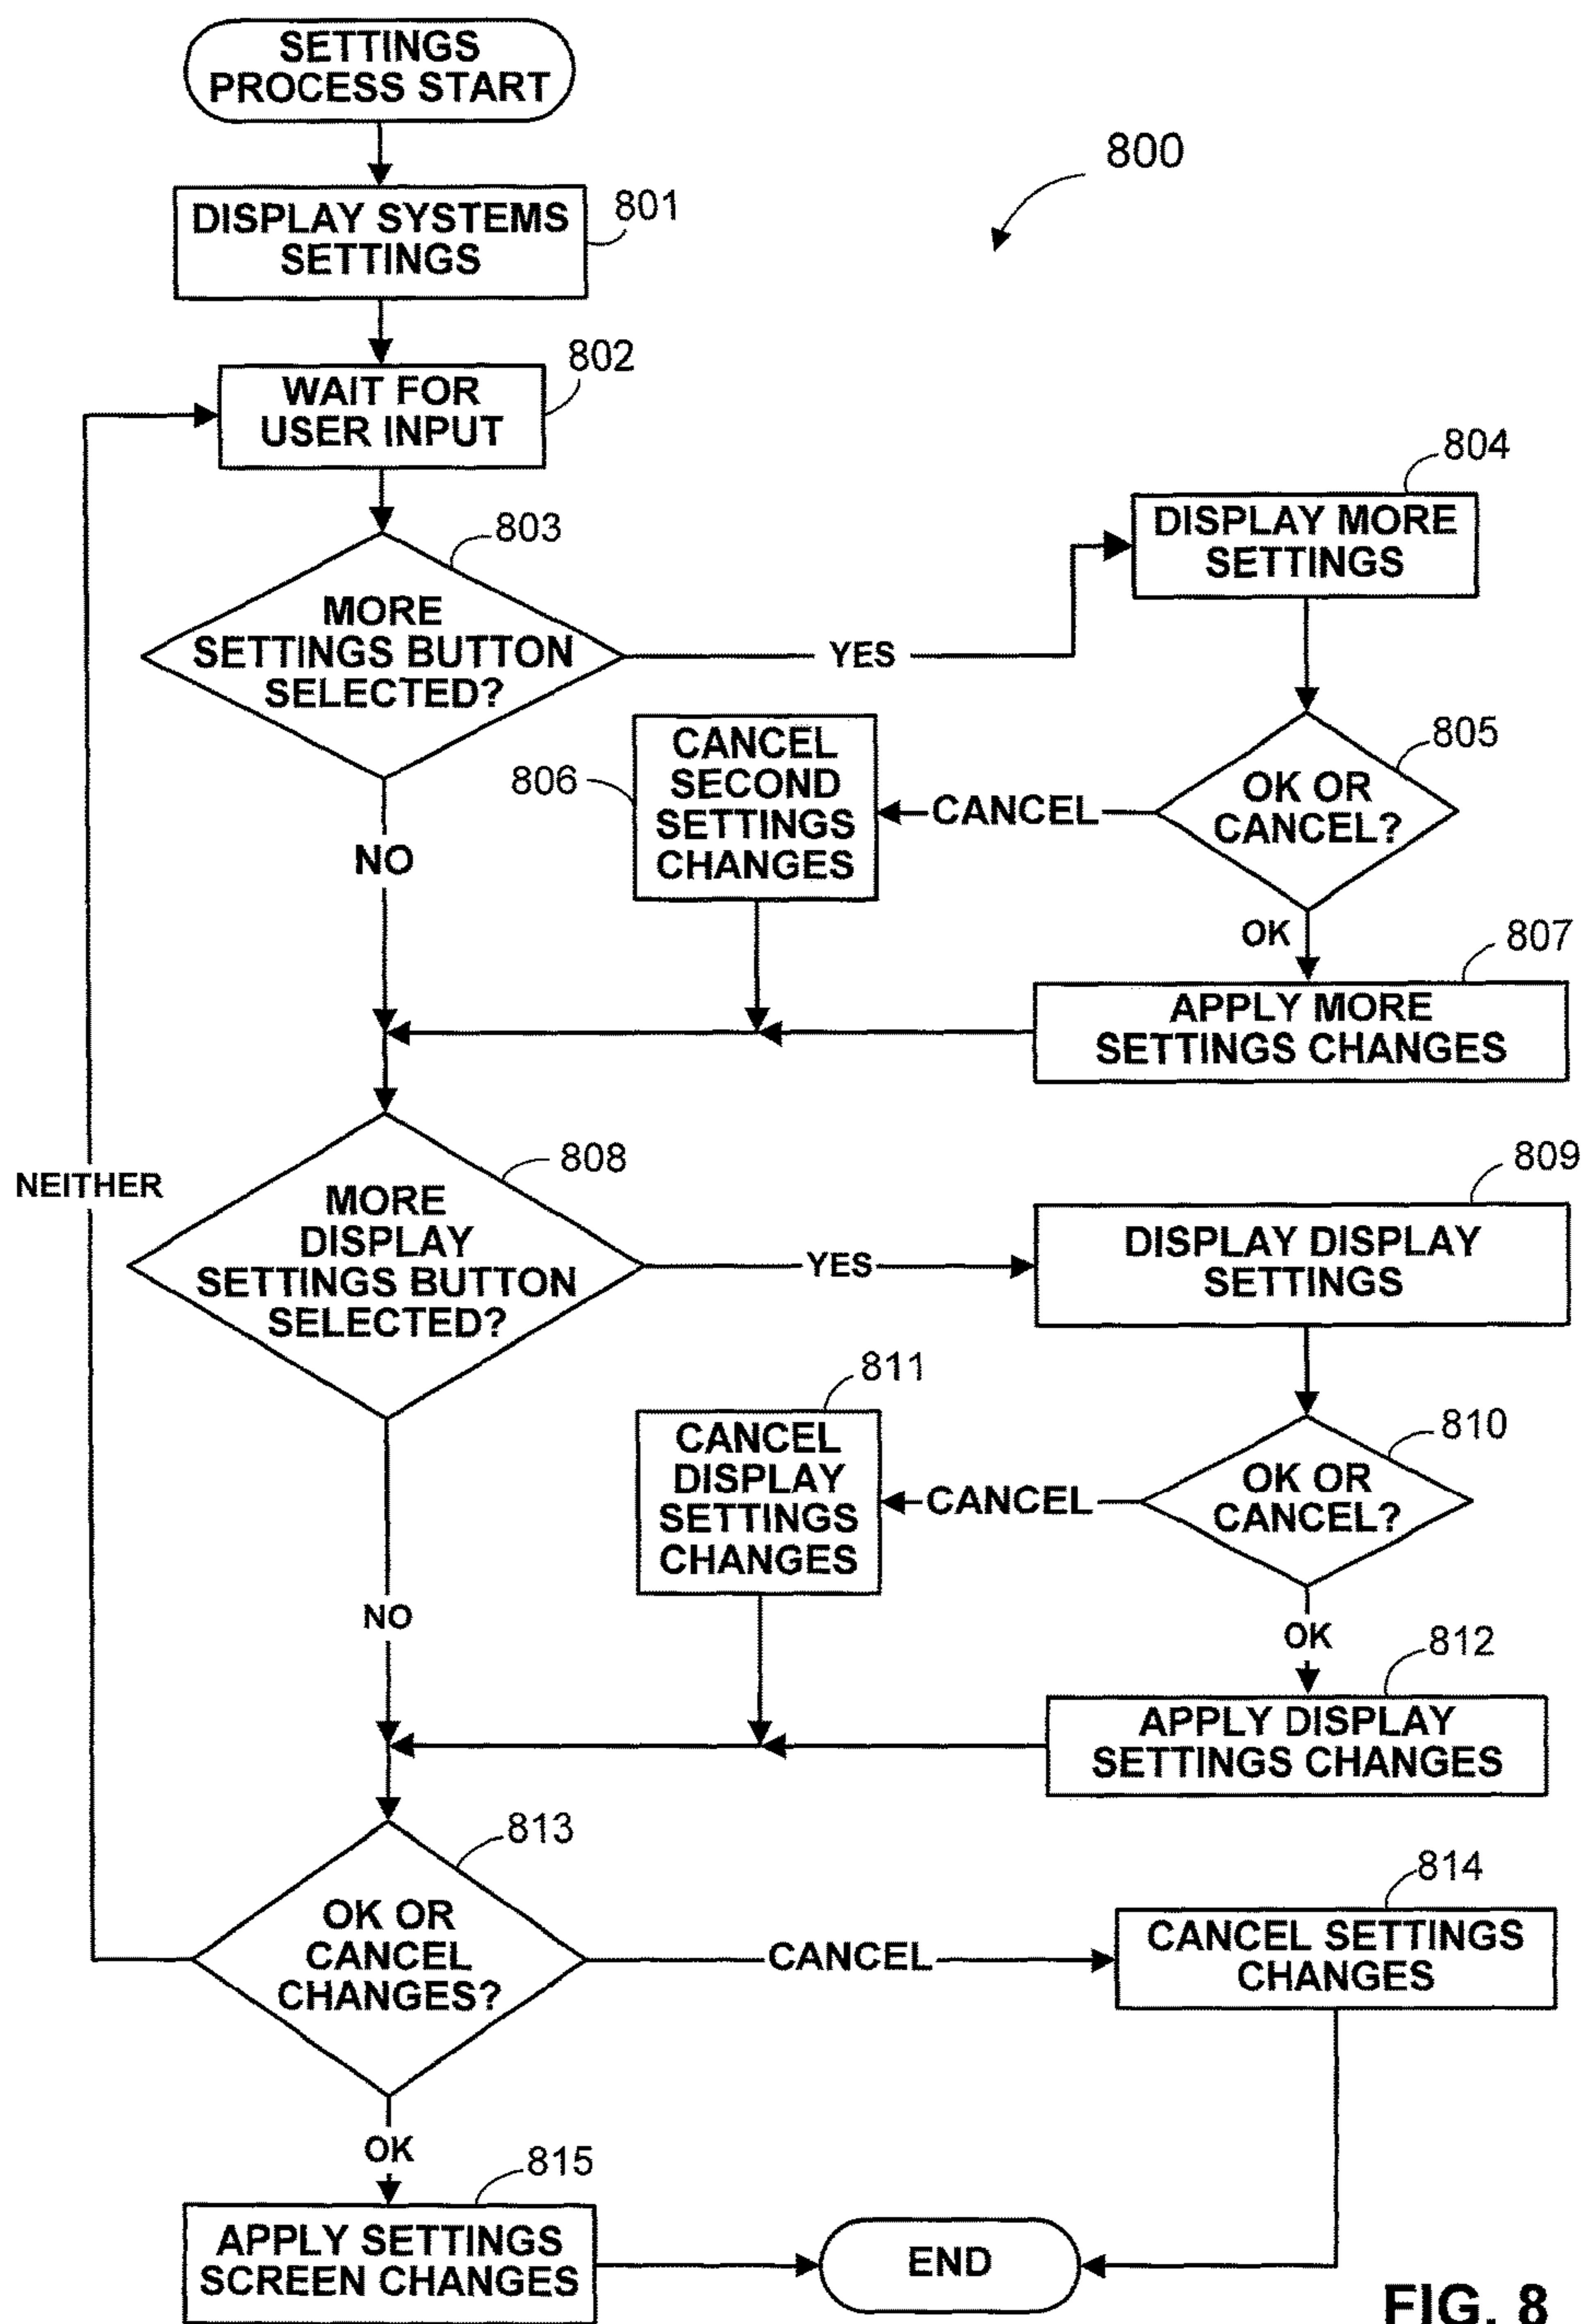 SETTINGS
PROCESS START
800
DISPLAY SYSTEMS
SETTINGS
801
WAIT FOR
USER INPUT
802
MORE
SETTINGS BUTTON
SELECTED?
803
YES
DISPLAY MORE
SETTINGS
804
OK OR
CANCEL?
805
CANCEL
CANCEL
SECOND
SETTINGS
CHANGES
806
NO
OK
APPLY MORE
SETTINGS CHANGES
807
NEITHER
MORE
DISPLAY
SETTINGS BUTTON
SELECTED?
808
YES
DISPLAY DISPLAY
SETTINGS
809
OK OR
CANCEL?
810
CANCEL
CANCEL
DISPLAY
SETTINGS
CHANGES
811
NO
OK
APPLY DISPLAY
SETTINGS CHANGES
812
OK OR
CANCEL
CHANGES?
813
CANCEL
CANCEL SETTINGS
CHANGES
814
OK
APPLY SETTINGS
SCREEN CHANGES
815
END
FIG. 8